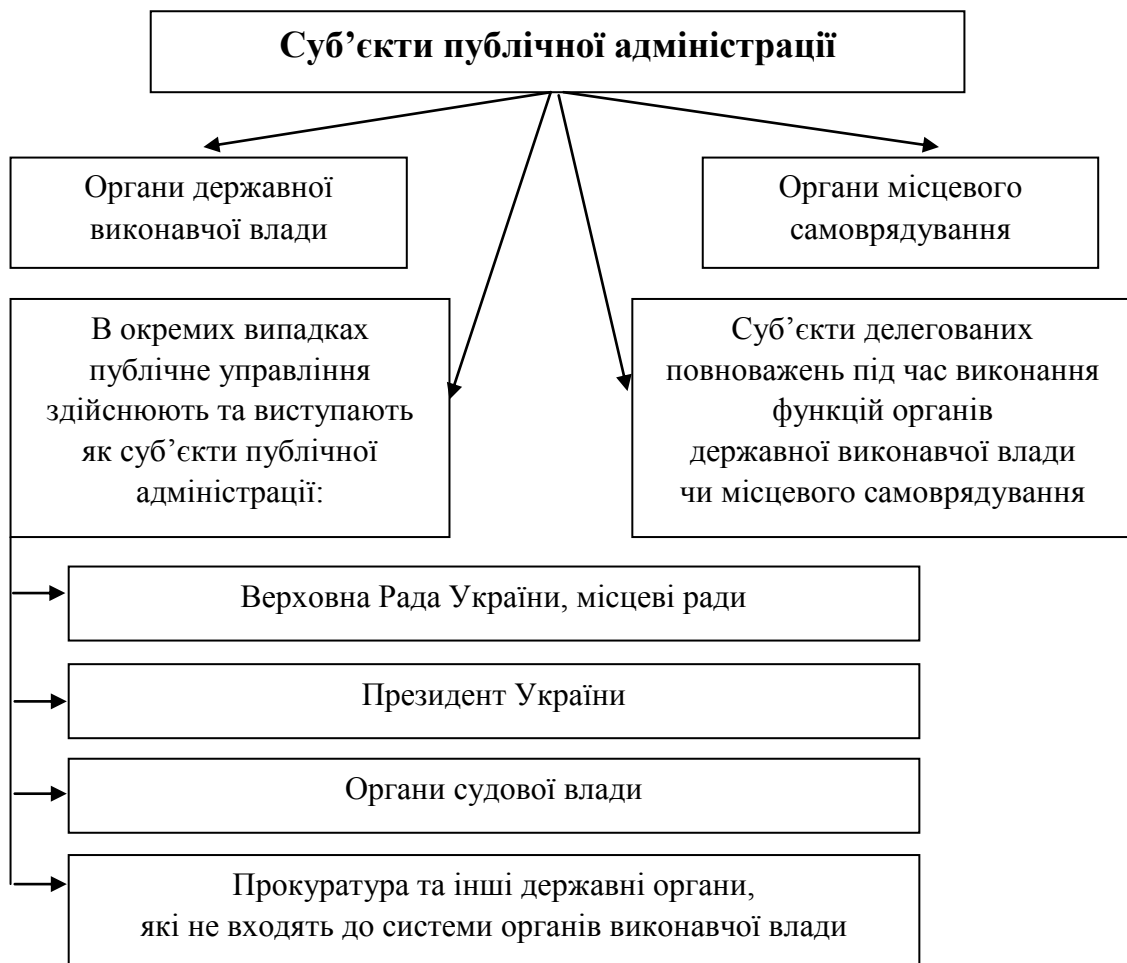 Суб’єкти публічної адміністрації
Органи державної
виконавчої влади
Органи місцевого
самоврядування
В окремих випадках
публічне управління
здійснюють та виступають
як суб’єкти публічної
адміністрації:
Суб’єкти делегованих
повноважень під час виконання
функцій органів
державної виконавчої влади
чи місцевого самоврядування
Верховна Рада України, місцеві ради
Президент України
Органи судової влади
Прокуратура та інші державні органи,
які не входять до системи органів виконавчої влади